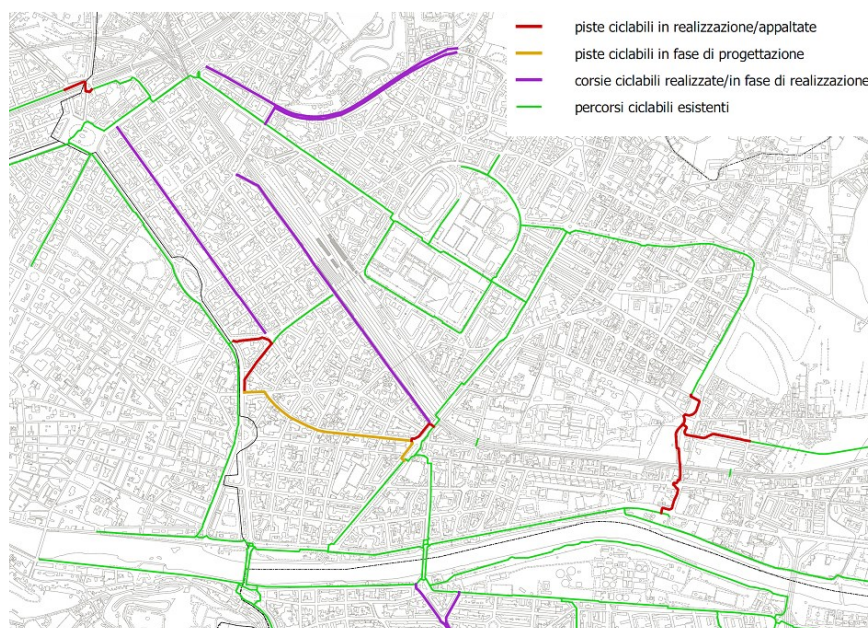 piste ciclabili in realizzazione/appaltate
piste ciclabili in fase di progettazione
corsie ciclabili realizzate/in fase di realizzazione
percorsi ciclabili esistenti